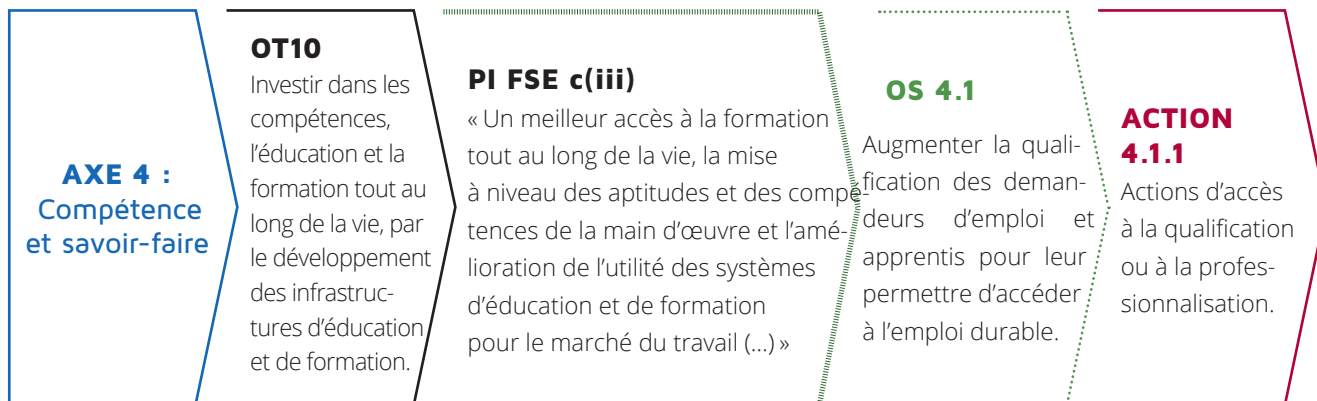 AXE 4 :
Compétence
et savoir-faire
OT10
Investir dans les
compétences,
l’éducation et la
formation tout au
long de la vie, par
le développement
des infrastruc-
tures d’éducation
et de formation.
PI FSE c(iii)
« Un meilleur accès à la formation
tout au long de la vie, la mise
à niveau des aptitudes et des compé-
tences de la main d’œuvre et l’amé-
lioration de l’utilité des systèmes
d’éducation et de formation
pour le marché du travail (...) »
OS 4.1
Augmenter la quali-
fication des deman-
deurs d’emploi et
apprentis pour leur
permettre d’accéder
à l’emploi durable.
ACTION
4.1.1
Actions d’accès
à la qualification
ou à la profes-
sionnalisation.